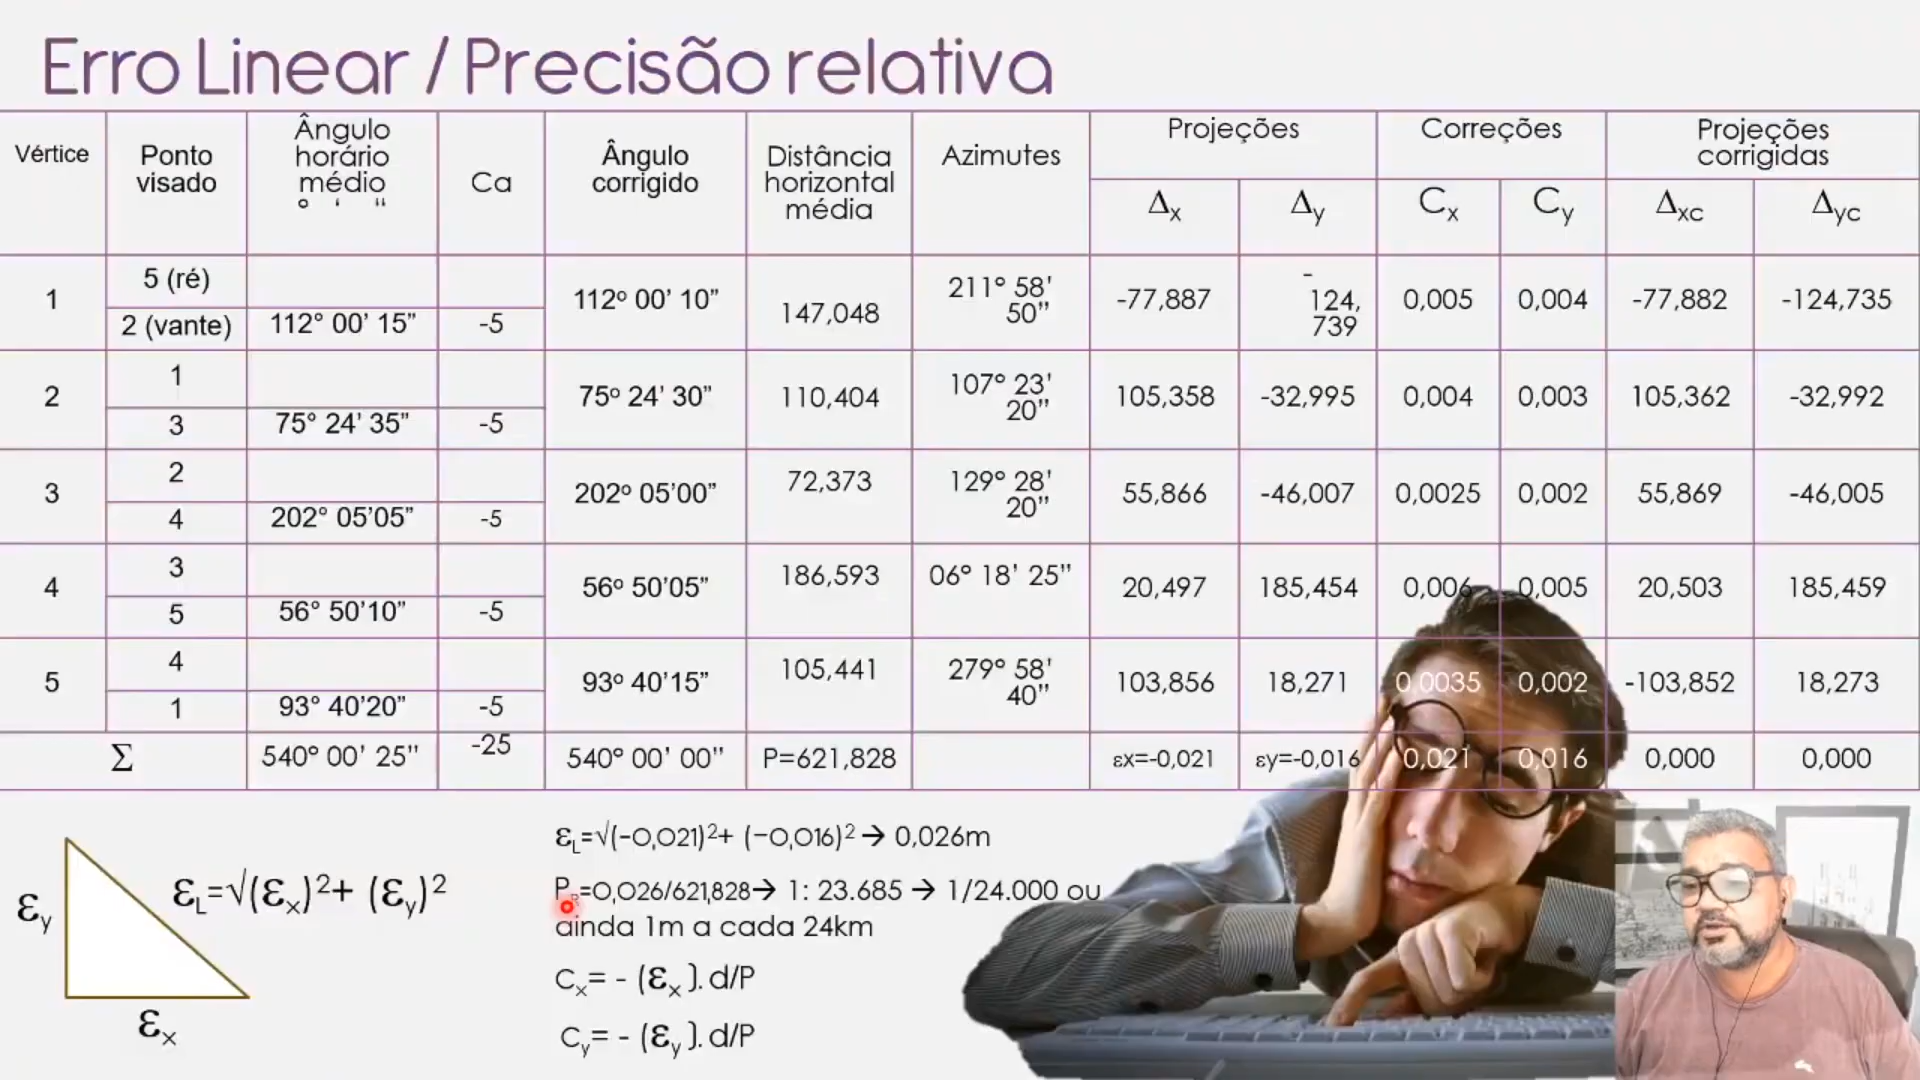 Erro Linear / Precisão relativa
Vértice Ponto visado Ângulo horário médio ° ‘ “ Ca Ângulo corrigido Distância horizontal média Azimutes Projeções Correções Projeções corrigidas
Δx Δy Cx Cy Δxc Δyc
1 5 (ré) 112º 00’ 10” 147,048 211° 58’ 50” -77,887 -124,739 0,005 0,004 -77,882 -124,735
2 (vante) 112° 00’ 15” -5
2 1 75º 24’ 30” 110,404 107° 23’ 20” 105,358 -32,995 0,004 0,003 105,362 -32,992
3 75° 24’ 35” -5
3 2 202º 05’00” 72,373 129° 28’ 20” 55,866 -46,007 0,0025 0,002 55,869 -46,005
4 202° 05’05” -5
4 3 56º 50’05” 186,593 06° 18’ 25” 20,497 185,454 0,006 0,005 20,503 185,459
5 56° 50’10” -5
5 4 93º 40’15” 105,441 279° 58’ 40” 103,856 18,271 0,0035 0,002 -103,852 18,273
1 93° 40’20” -5
Σ 540° 00’ 25” -25 540° 00’ 00” P=621,828 εx=-0,021 εy=-0,016 0,021 0,016 0,000 0,000
εL=√(-0,021)²+ (-0,016)² → 0,026m
εy εL=√(εx)²+ (εy)²
PR=0,026/621,828→ 1: 23.685 → 1/24.000 ou
ainda 1m a cada 24km
Cx= - (εx). d/P
εx
Cy= - (εy). d/P